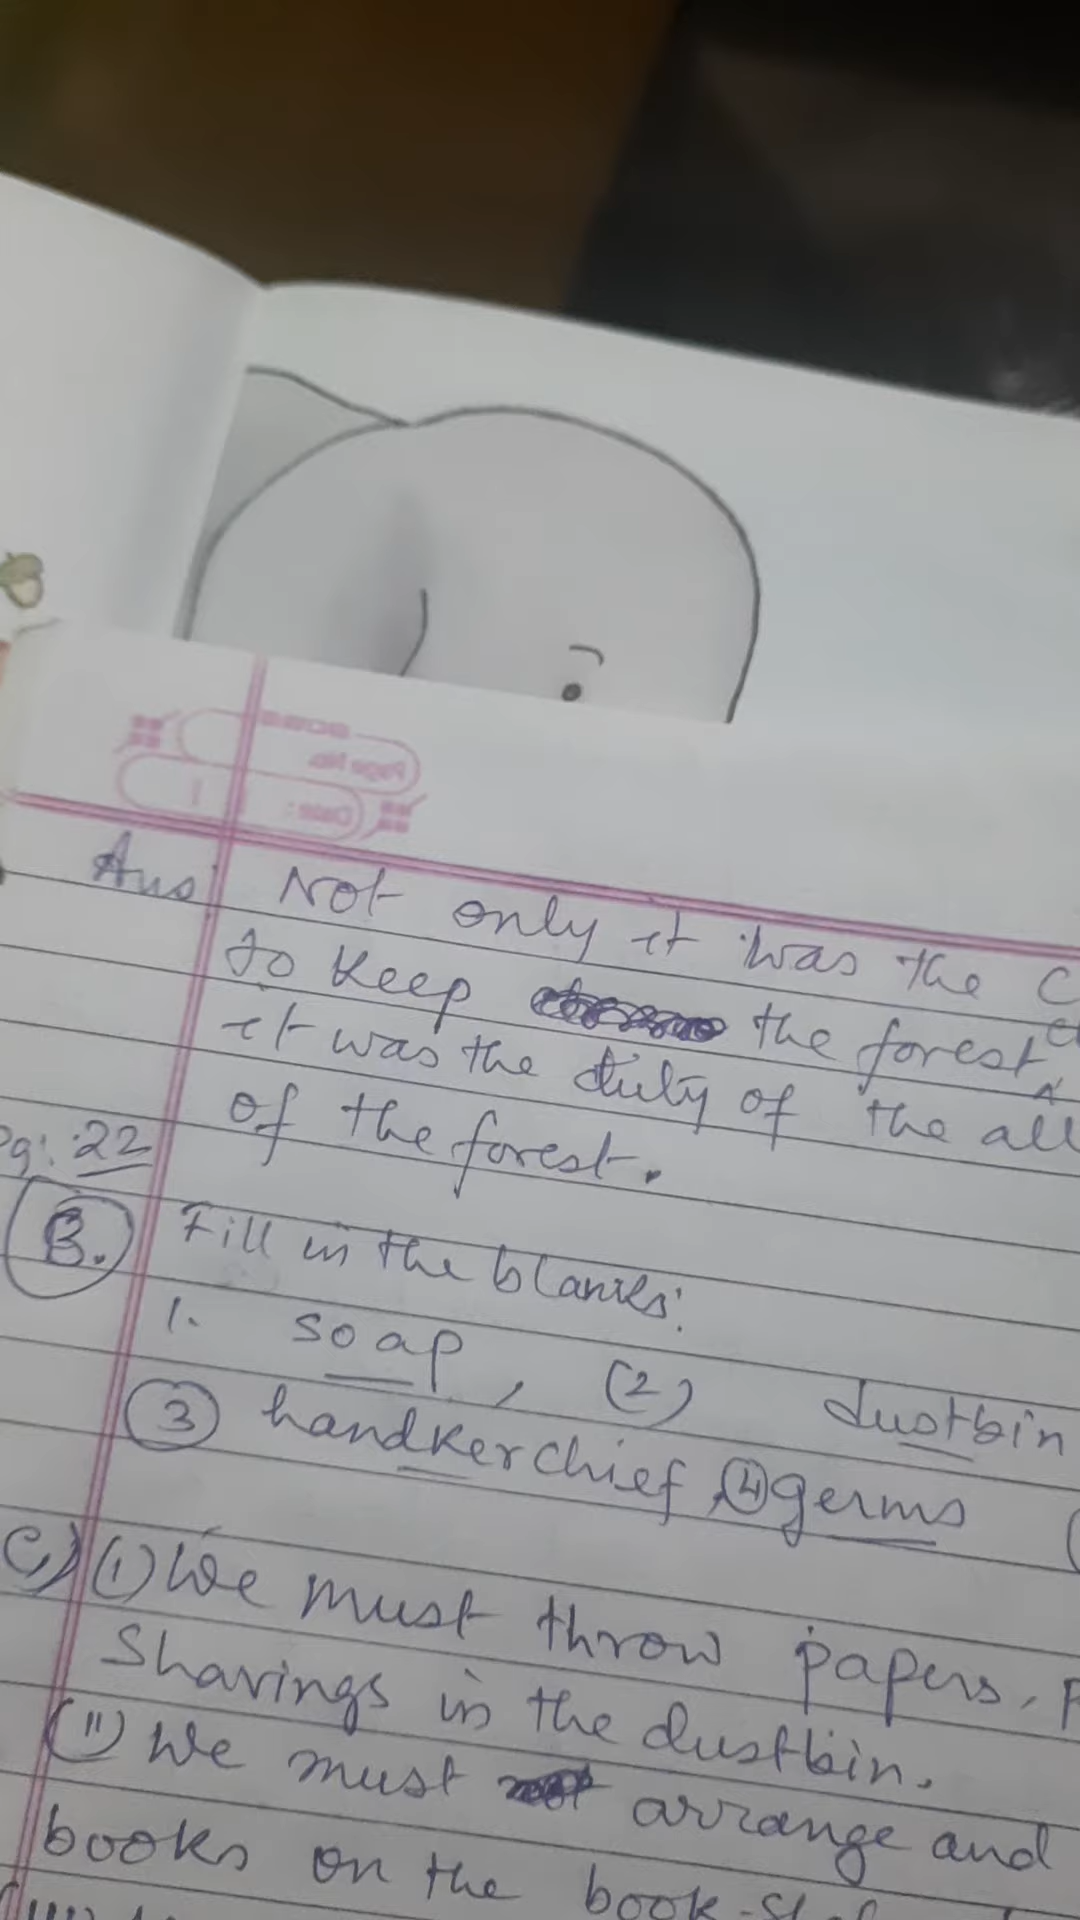 Ans Not only it was the
to keep the forest
it was the duty of the all
of the forest.
Pg: 22
B. Fill in the blanks:
1. soap, (2) dustbin
3 handkerchief, 4 germs
C) (i) We must throw papers,
Shavings in the dustbin.
(ii) We must arrange and
books on the